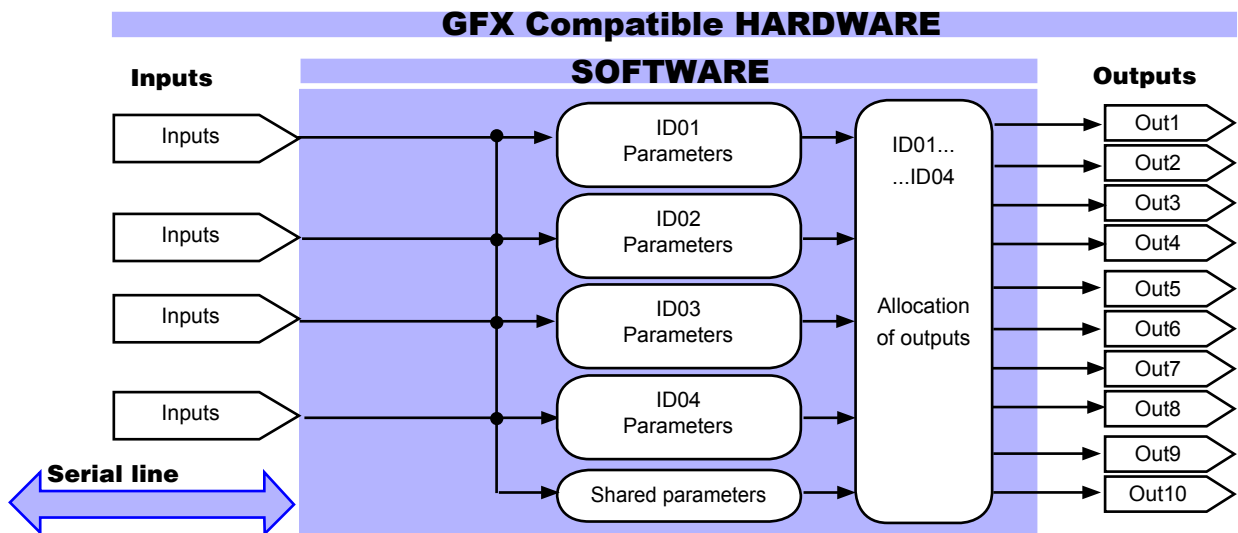 GFX Compatible HARDWARE
Inputs
SOFTWARE
Outputs
Inputs
Inputs
Inputs
Inputs
Serial line
ID01
Parameters
ID02
Parameters
ID03
Parameters
ID04
Parameters
Shared parameters
ID01...
...ID04
Allocation
of outputs
Out1
Out2
Out3
Out4
Out5
Out6
Out7
Out8
Out9
Out10